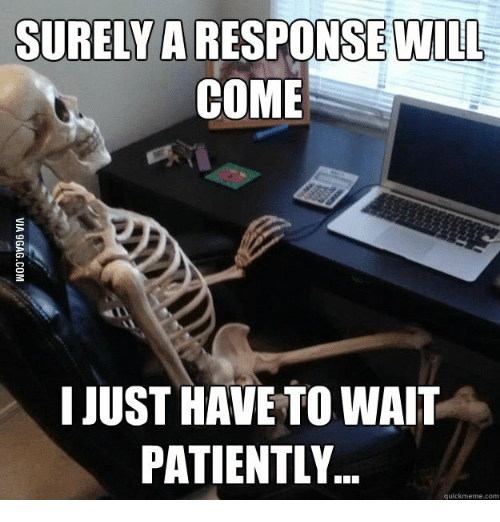 SURELY A RESPONSE WILL
COME
VIA 9GAG.COM
I JUST HAVE TO WAIT
PATIENTLY...
quickmeme.com